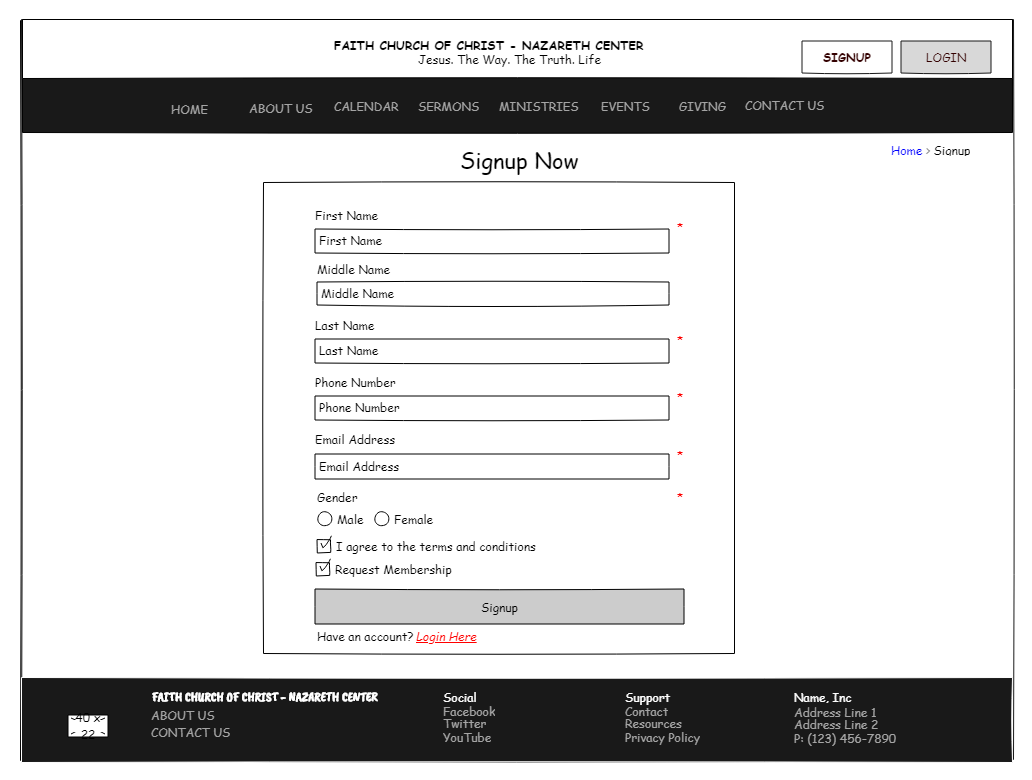 FAITH CHURCH OF CHRIST - NAZARETH CENTER
Jesus. The Way. The Truth. Life
SIGNUP
LOGIN
HOME
ABOUT US
CALENDAR
SERMONS
MINISTRIES
EVENTS
GIVING
CONTACT US
Home > Signup
Signup Now
First Name
*
First Name
Middle Name
Middle Name
Last Name
*
Last Name
Phone Number
*
Phone Number
Email Address
*
Email Address
Gender
*
Male
Female
I agree to the terms and conditions
Request Membership
Signup
Have an account? Login Here
40 x
22
FAITH CHURCH OF CHRIST - NAZARETH CENTER
ABOUT US
CONTACT US
Social
Facebook
Twitter
YouTube
Support
Contact
Resources
Privacy Policy
Name, Inc
Address Line 1
Address Line 2
P: (123) 456-7890